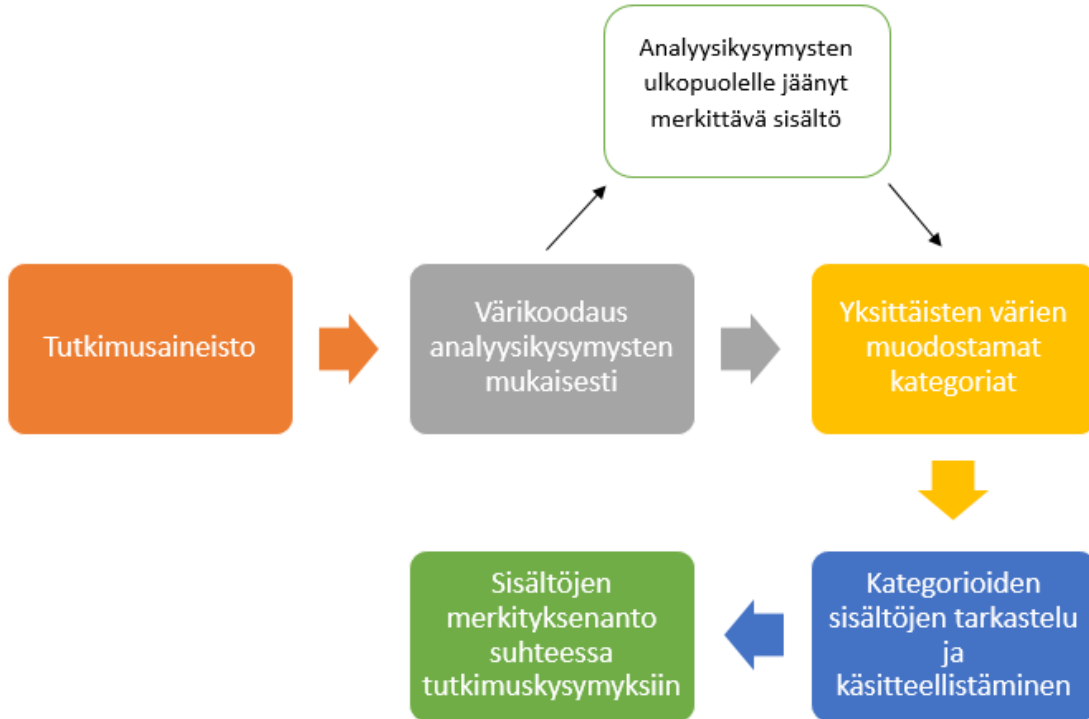 Analyysikysymysten
ulkopuolelle jäänyt
merkittävä sisältö
Tutkimusaineisto
Värikoodaus
analyysikysymysten
mukaisesti
Yksittäisten värien
muodostamat
kategoriat
Kategorioiden
sisältöjen tarkastelu
ja
käsitteellistäminen
Sisältöjen
merkityksenanto
suhteessa
tutkimuskysymyksiin